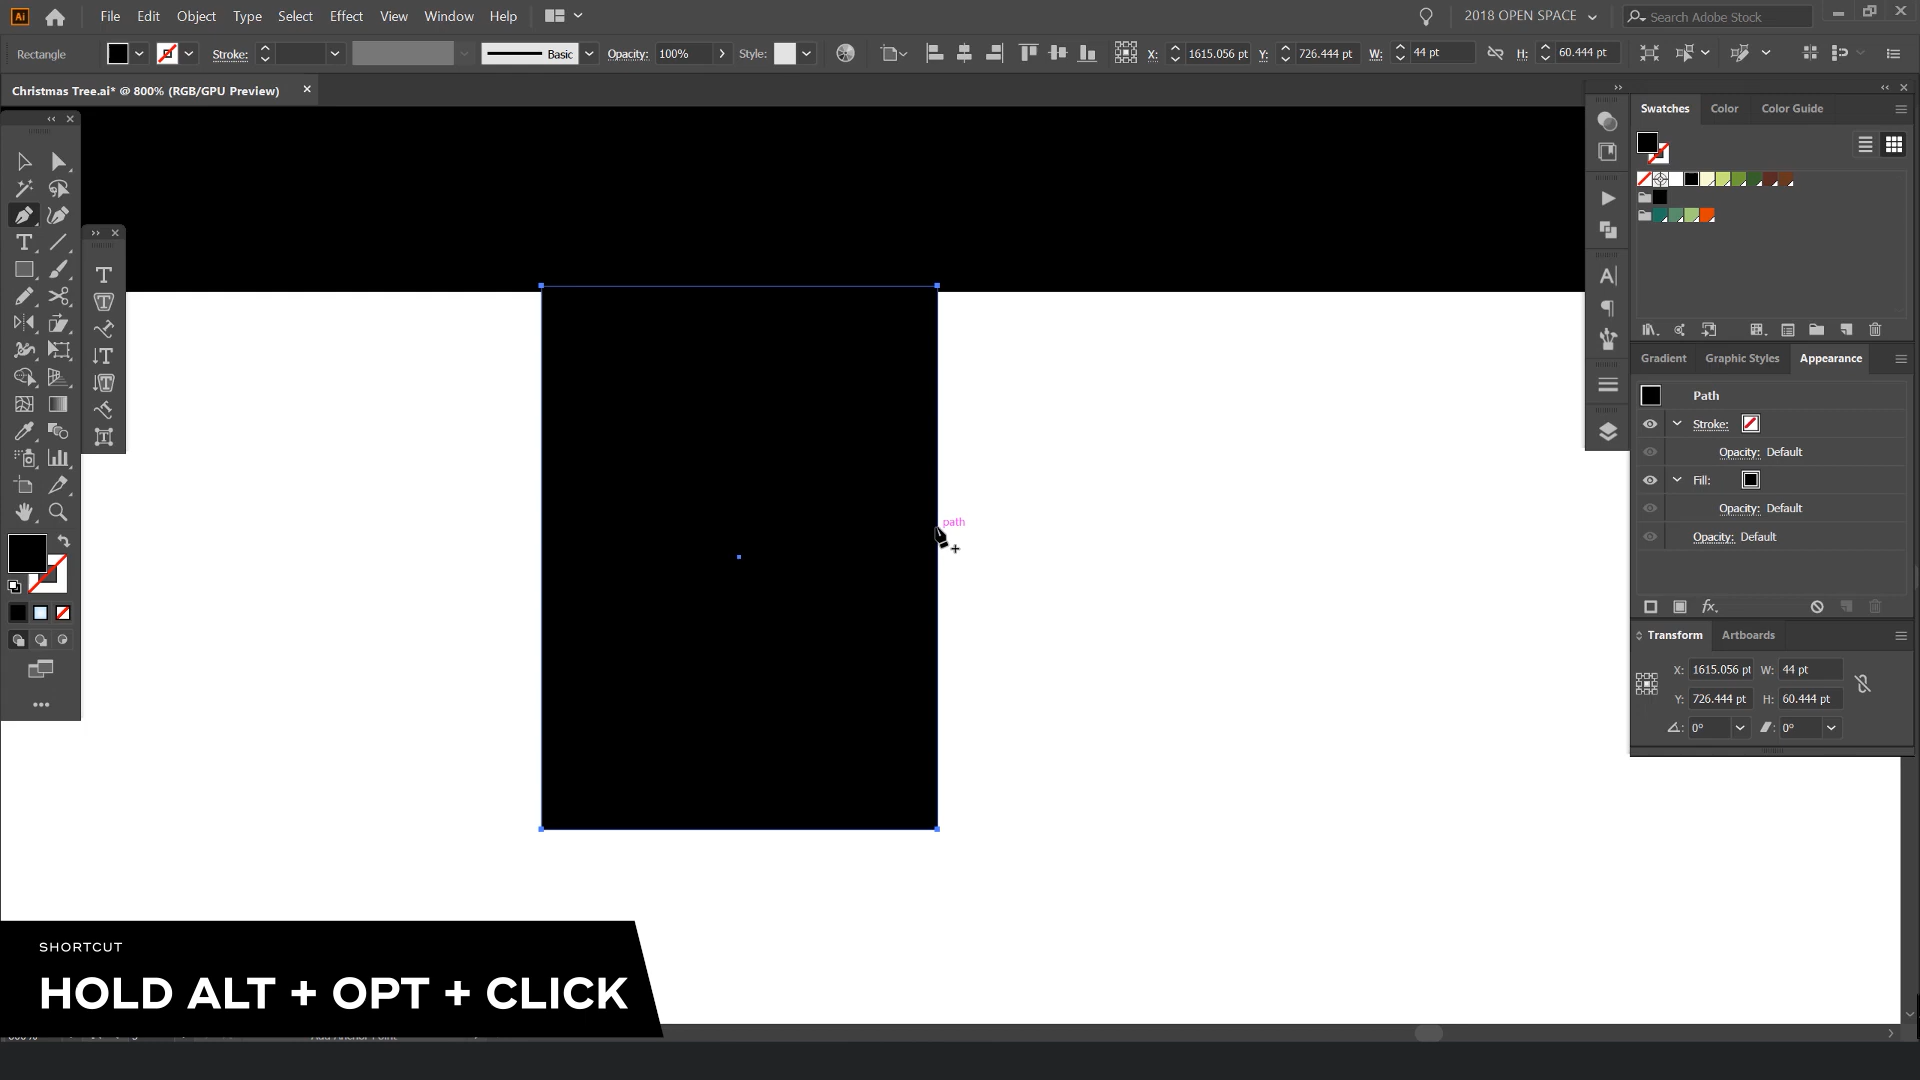 Ai File Edit Object Type Select Effect View Window Help 2018 OPEN SPACE Search Adobe Stock
Rectangle Stroke: Basic Opacity: 100% Style: X: 1615.056 pt Y: 726.444 pt W: 44 pt H: 60.444 pt
Christmas Tree.ai* @ 800% (RGB/GPU Preview)
Swatches Color Color Guide
Gradient Graphic Styles Appearance
Path
Stroke:
Opacity: Default
Fill:
Opacity: Default
Opacity: Default
fx.
path
Transform Artboards
X: 1615.056 pt W: 44 pt
Y: 726.444 pt H: 60.444 pt
0° 0°
SHORTCUT
HOLD ALT + OPT + CLICK